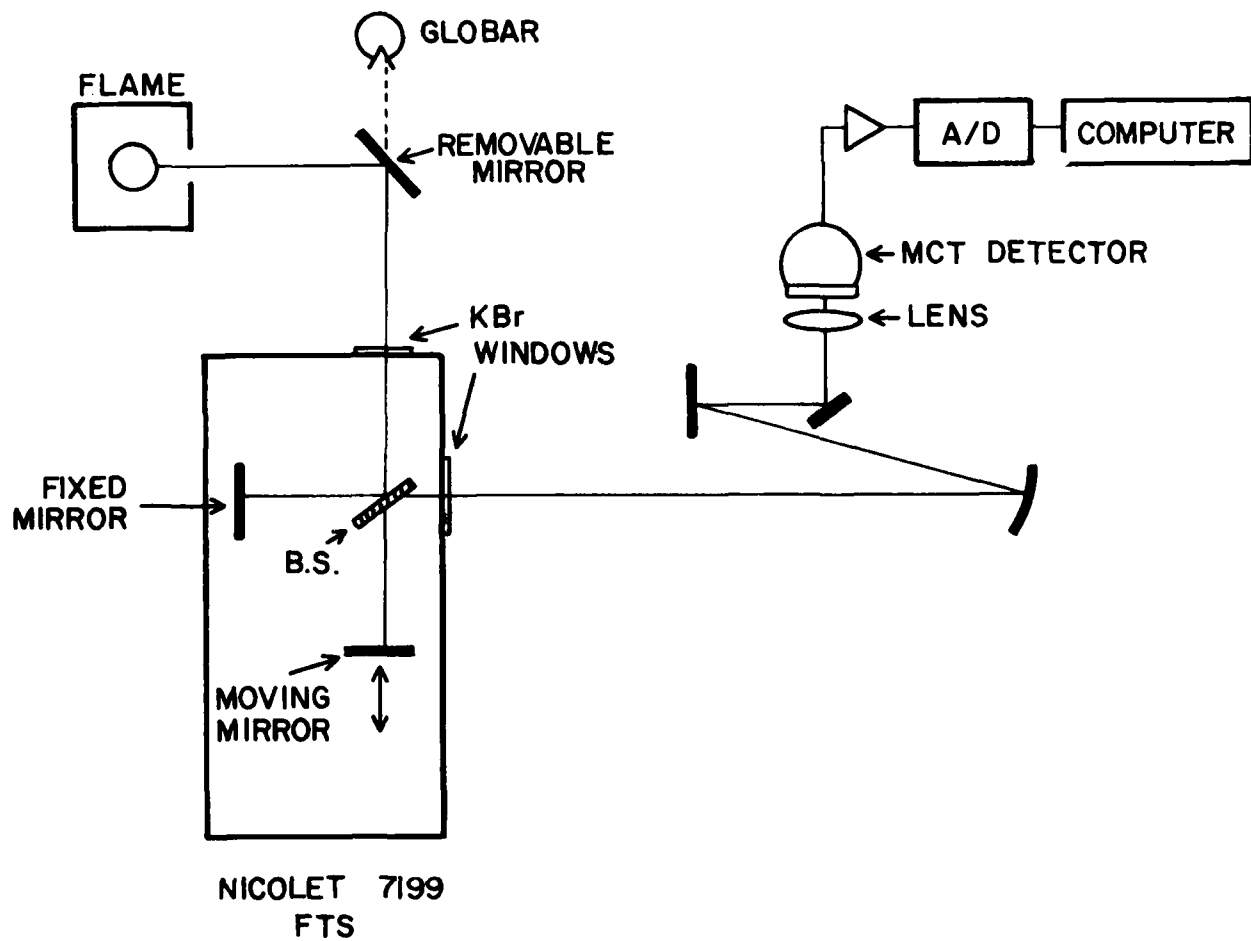 GLOBAR
FLAME
REMOVABLE
MIRROR
A/D
COMPUTER
MCT DETECTOR
LENS
KBr
WINDOWS
FIXED
MIRROR
B.S.
MOVING
MIRROR
NICOLET 7199
FTS